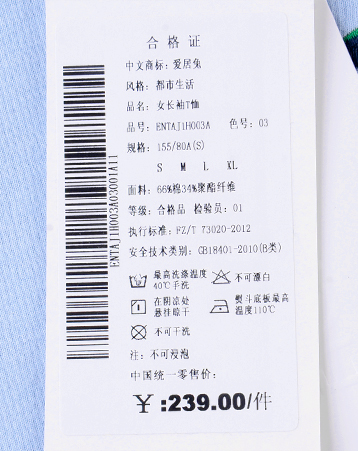 合格证
中文商标：爱居兔
风格：都市生活
品名：女长袖T恤
品号：ENTAJ1H003A 色号：03
规格：155/80A(S)
S M L XL
面料：66%棉34%聚酯纤维
等级：合格品 检验员：01
执行标准：FZ/T 73020-2012
安全技术类别：GB18401-2010(B类)
最高洗涤温度 不可漂白
40℃手洗
在阴凉处 熨斗底板最高
悬挂晾干 温度110℃
不可干洗
注：不可浸泡
中国统一零售价：
¥:239.00/件
ENTAJ1H003A03001A11